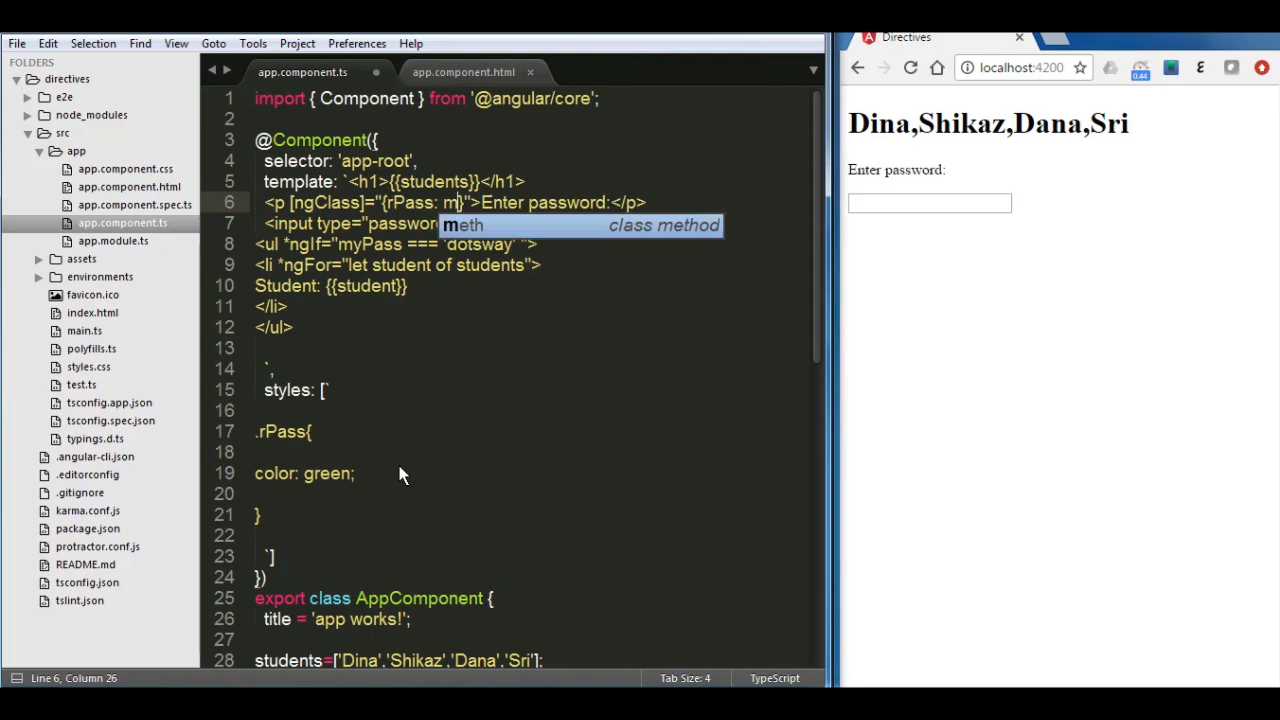 File Edit Selection Find View Goto Tools Project Preferences Help
FOLDERS
directives
e2e
node_modules
src
app
app.component.css
app.component.html
app.component.spec.ts
app.component.ts
app.module.ts
assets
environments
favicon.ico
index.html
main.ts
polyfills.ts
styles.css
test.ts
tsconfig.app.json
tsconfig.spec.json
typings.d.ts
.angular-cli.json
.editorconfig
.gitignore
karma.conf.js
package.json
protractor.conf.js
README.md
tsconfig.json
tslint.json
app.component.ts app.component.html
1 import { Component } from '@angular/core';
2
3 @Component({
4 selector: 'app-root',
5 template: `<h1>{{students}}</h1>
6 <p [ngClass]="{rPass: m}">Enter password:</p>
7 <input type="passwor
meth class method
8 <ul *ngIf="myPass === 'dotsway' ">
9 <li *ngFor="let student of students">
10 Student: {{student}}
11 </li>
12 </ul>
13
14 `,
15 styles: [`
16
17 .rPass{
18
19 color: green;
20
21 }
22
23 `]
24 })
25 export class AppComponent {
26 title = 'app works!';
27
28 students=['Dina','Shikaz','Dana','Sri'];
Line 6, Column 26 Tab Size: 4 TypeScript
Directives
localhost:4200
0.44
Dina,Shikaz,Dana,Sri
Enter password: